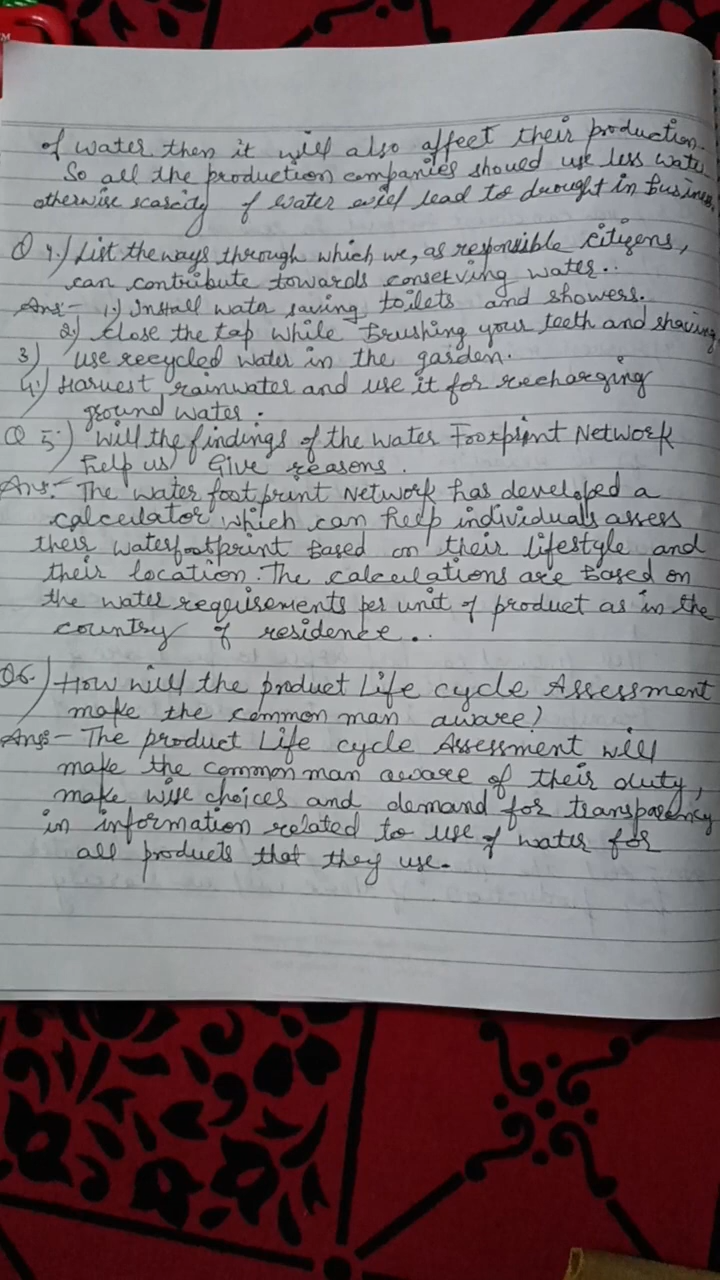 of water then it will also affect their production.
So all the production companies should use less water
otherwise scarcity of water will lead to drought in business.
Q 4.) List the ways through which we, as responsible citizens,
can contribute towards conserving water..
Ans:- 1.) Install water saving toilets and showers.
2.) Close the tap while brushing your teeth and shaving
3) use recycled water in the garden.
4.) Harvest rainwater and use it for recharging
ground water.
Q 5.) Will the findings of the water Footprint Network
help us Give reasons.
Ans:- The water footprint Network has developed a
calculator which can help individuals assess
their waterfootprint based on their lifestyle and
their location. The calculations are based on
the water requirements per unit of product as in the
country of residence..
Q6.) How will the product Life cycle Assessment
make the common man aware?
Ans:- The product Life cycle Assessment will
make the common man aware of their duty,
make wise choices and demand for transparency
in information related to use of water for
all products that they use.